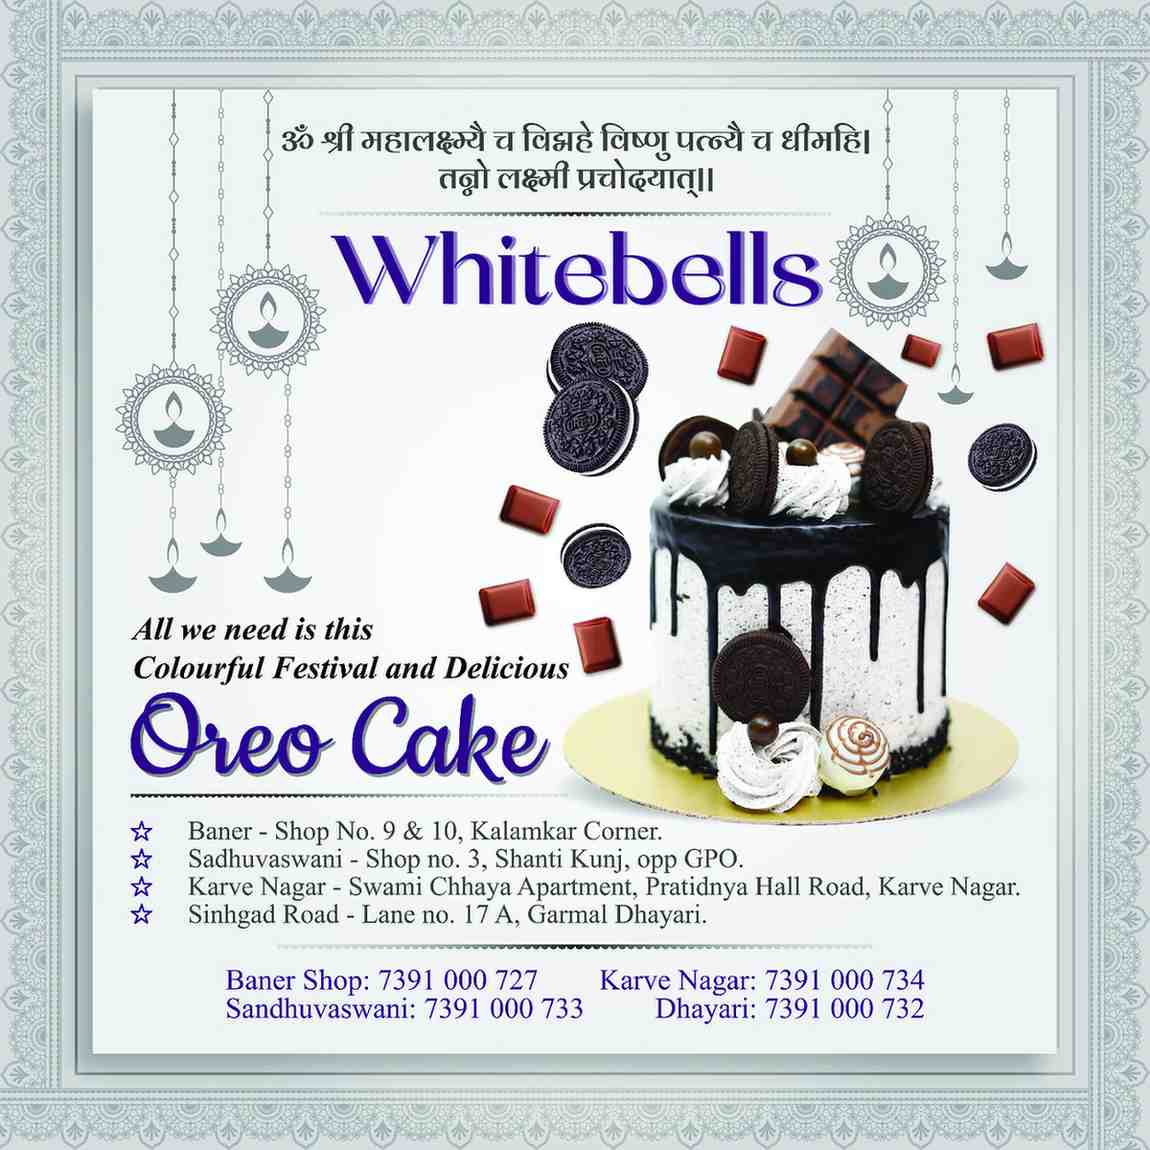 ॐ श्री महालक्ष्म्यै च विद्महे विष्णु पत्न्यै च धीमहि।
तन्नो लक्ष्मी प्रचोदयात्।।
Whitebells
All we need is this
Colourful Festival and Delicious
Oreo Cake
Baner - Shop No. 9 & 10, Kalamkar Corner.
Sadhuvaswani - Shop no. 3, Shanti Kunj, opp GPO.
Karve Nagar - Swami Chhaya Apartment, Pratidnya Hall Road, Karve Nagar.
Sinhgad Road - Lane no. 17 A, Garmal Dhayari.
Baner Shop: 7391 000 727 Karve Nagar: 7391 000 734
Sandhuvaswani: 7391 000 733 Dhayari: 7391 000 732